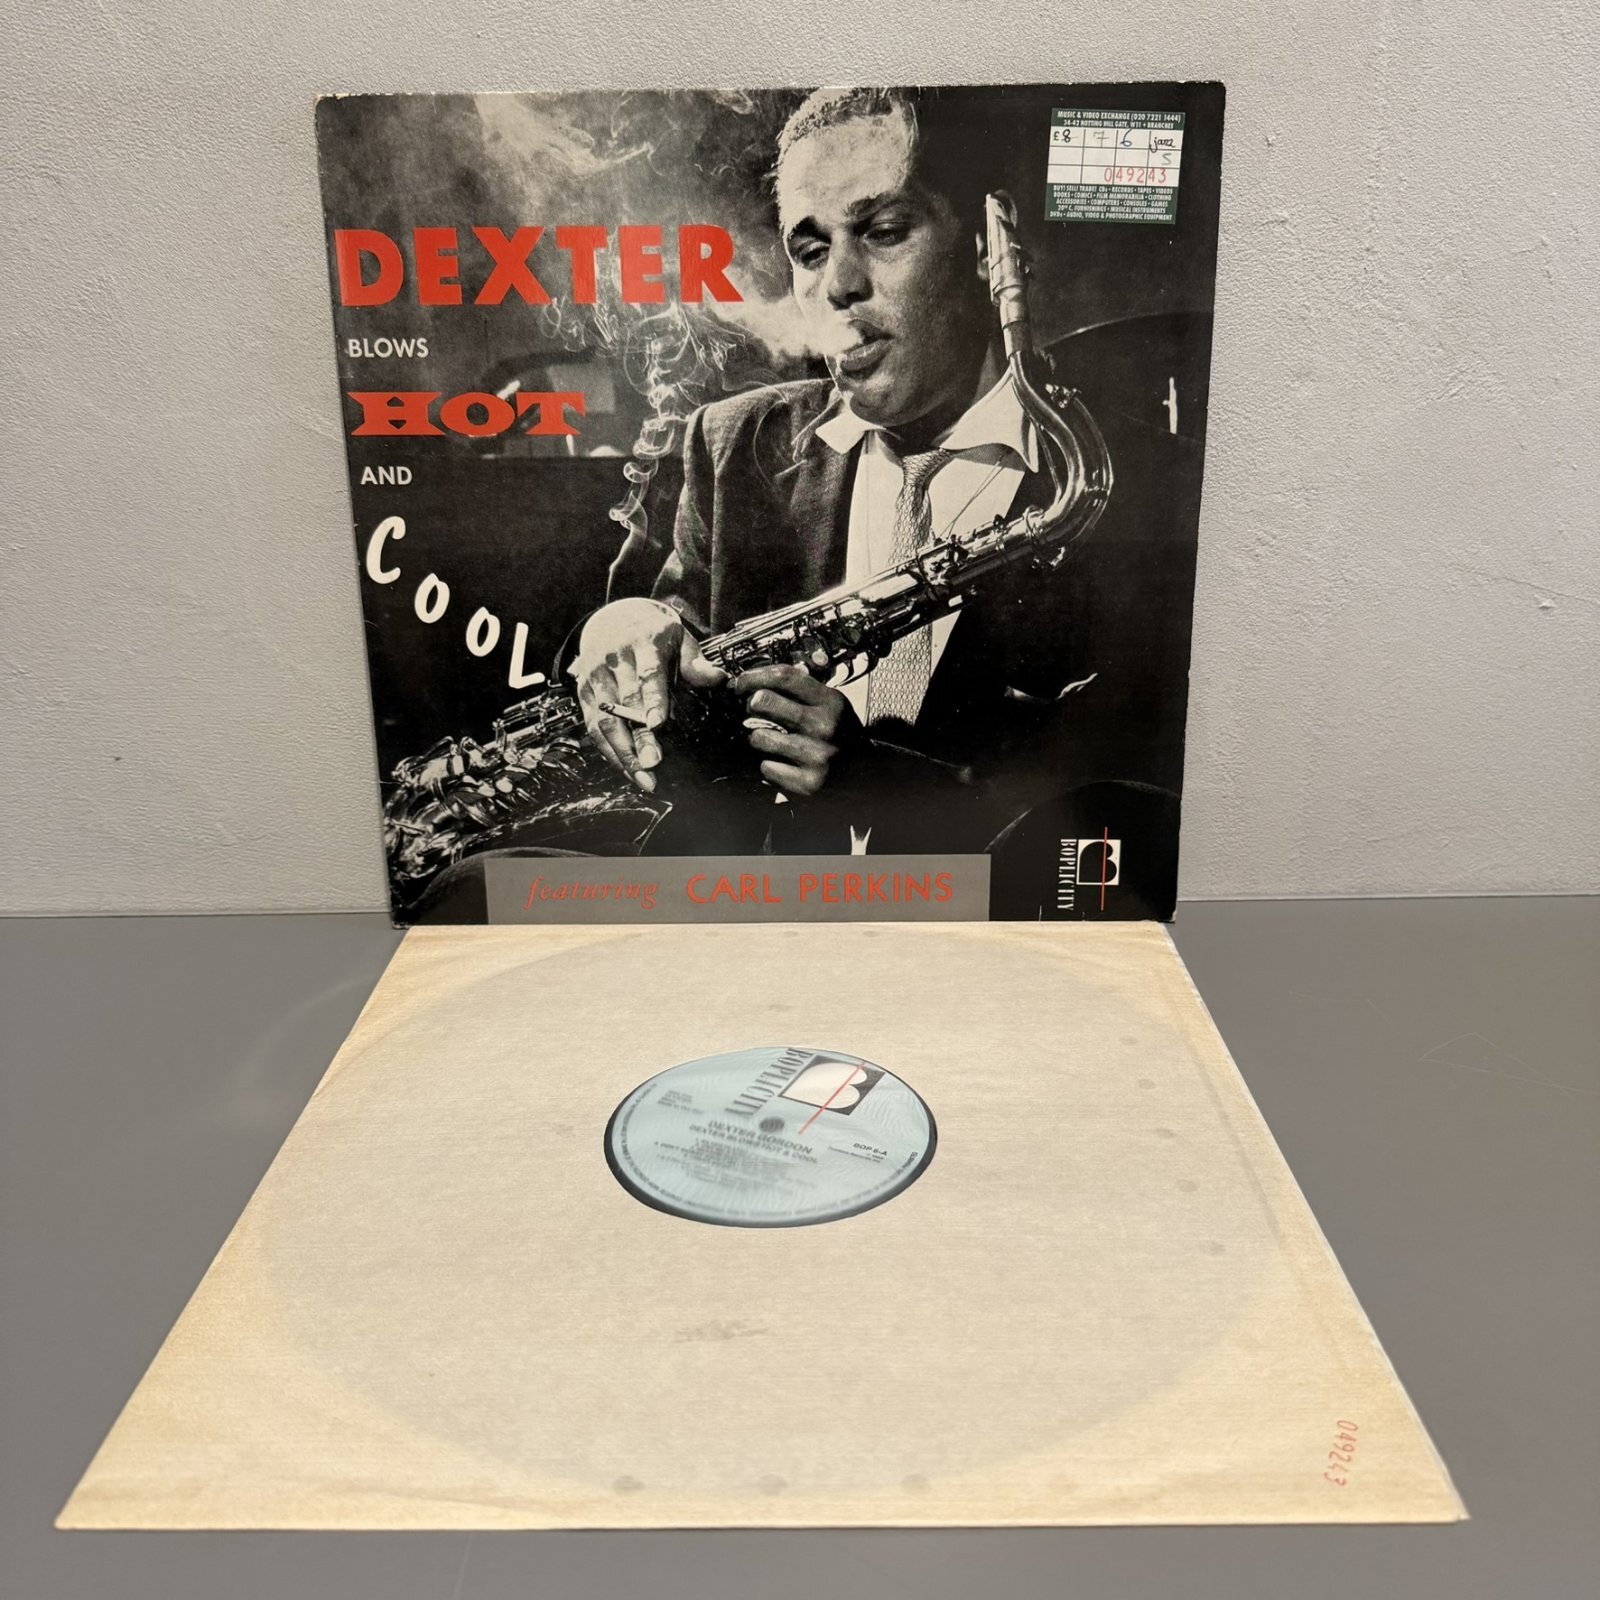 MUSIC & VIDEO EXCHANGE (020 7221 1444)
34-42 NOTTING HILL GATE, W11 + BRANCHES
£8 7 6 jazz
5
049243
BUY! SELL! TRADE! CDs • RECORDS • TAPES • VIDEOS
BOOKS • COMICS • FILM MEMORABILIA • CLOTHING
ACCESSORIES • COMPUTERS • CONSOLES • GAMES
20th C. FURNISHINGS • MUSICAL INSTRUMENTS
DVDs • AUDIO, VIDEO & PHOTOGRAPHIC EQUIPMENT
DEXTER
BLOWS
HOT
AND
COOL
featuring CARL PERKINS
BOPLICITY
BOPLICITY
DEXTER GORDON
DEXTER BLOWS HOT & COOL
BOP 6-A
049243